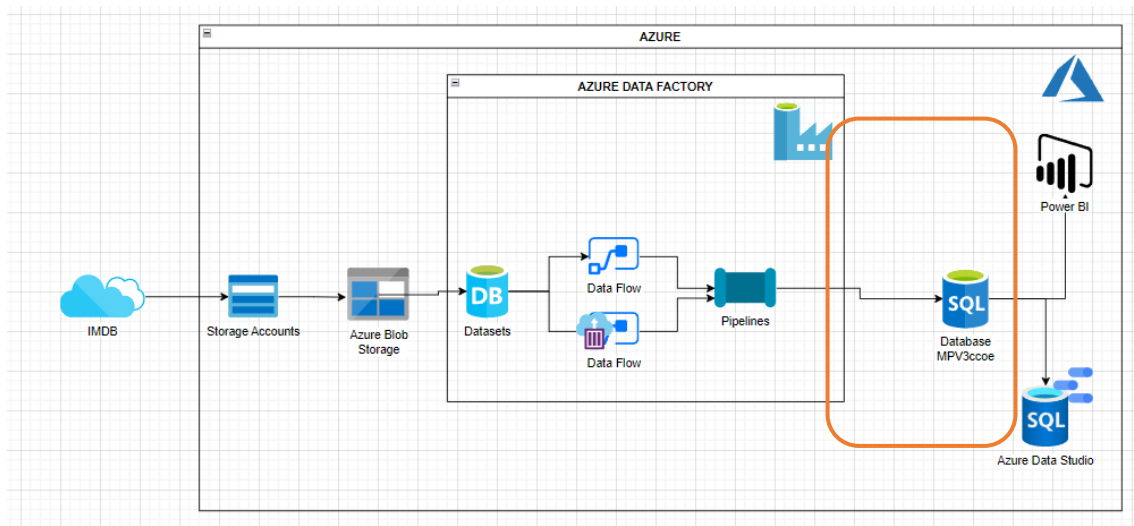 AZURE
AZURE DATA FACTORY
Power BI
Data Flow
DB
SQL
IMDB
Storage Accounts
Azure Blob
Storage
Datasets
Pipelines
Database
MPV3ccoe
Data Flow
SQL
Azure Data Studio